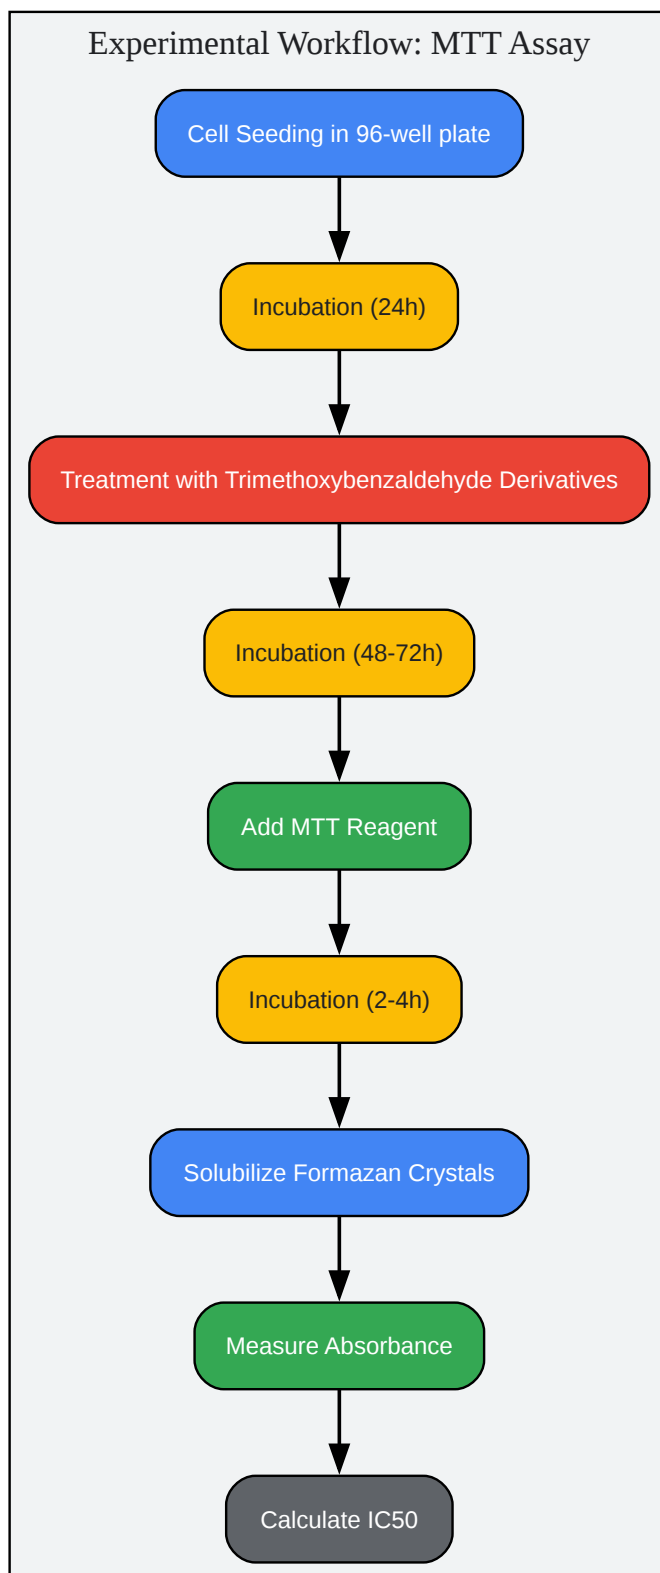 Experimental Workflow: MTT Assay
Cell Seeding in 96-well plate
Incubation (24h)
Treatment with Trimethoxybenzaldehyde Derivatives
Incubation (48-72h)
Add MTT Reagent
Incubation (2-4h)
Solubilize Formazan Crystals
Measure Absorbance
Calculate IC50